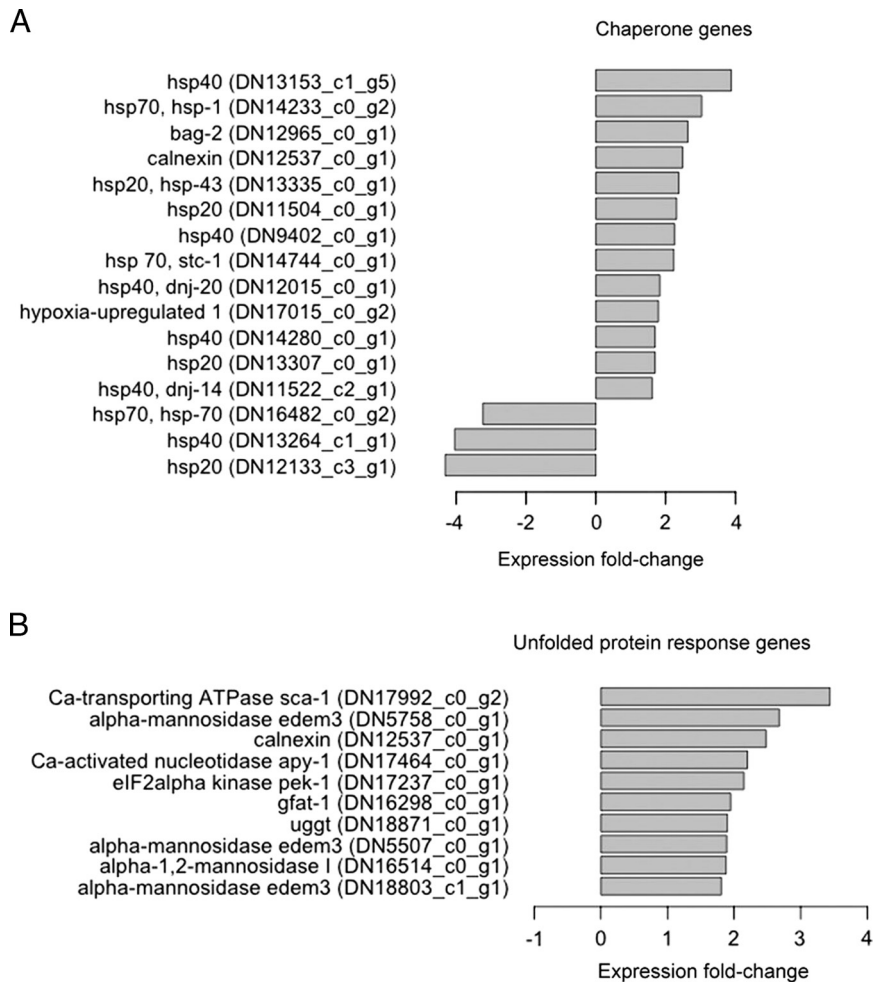 A
Chaperone genes
hsp40 (DN13153_c1_g5)
hsp70, hsp-1 (DN14233_c0_g2)
bag-2 (DN12965_c0_g1)
calnexin (DN12537_c0_g1)
hsp20, hsp-43 (DN13335_c0_g1)
hsp20 (DN11504_c0_g1)
hsp40 (DN9402_c0_g1)
hsp 70, stc-1 (DN14744_c0_g1)
hsp40, dnj-20 (DN12015_c0_g1)
hypoxia-upregulated 1 (DN17015_c0_g2)
hsp40 (DN14280_c0_g1)
hsp20 (DN13307_c0_g1)
hsp40, dnj-14 (DN11522_c2_g1)
hsp70, hsp-70 (DN16482_c0_g2)
hsp40 (DN13264_c1_g1)
hsp20 (DN12133_c3_g1)
-4 -2 0 2 4
Expression fold-change
B
Unfolded protein response genes
Ca-transporting ATPase sca-1 (DN17992_c0_g2)
alpha-mannosidase edem3 (DN5758_c0_g1)
calnexin (DN12537_c0_g1)
Ca-activated nucleotidase apy-1 (DN17464_c0_g1)
eIF2alpha kinase pek-1 (DN17237_c0_g1)
gfat-1 (DN16298_c0_g1)
uggt (DN18871_c0_g1)
alpha-mannosidase edem3 (DN5507_c0_g1)
alpha-1,2-mannosidase I (DN16514_c0_g1)
alpha-mannosidase edem3 (DN18803_c1_g1)
-1 0 1 2 3 4
Expression fold-change